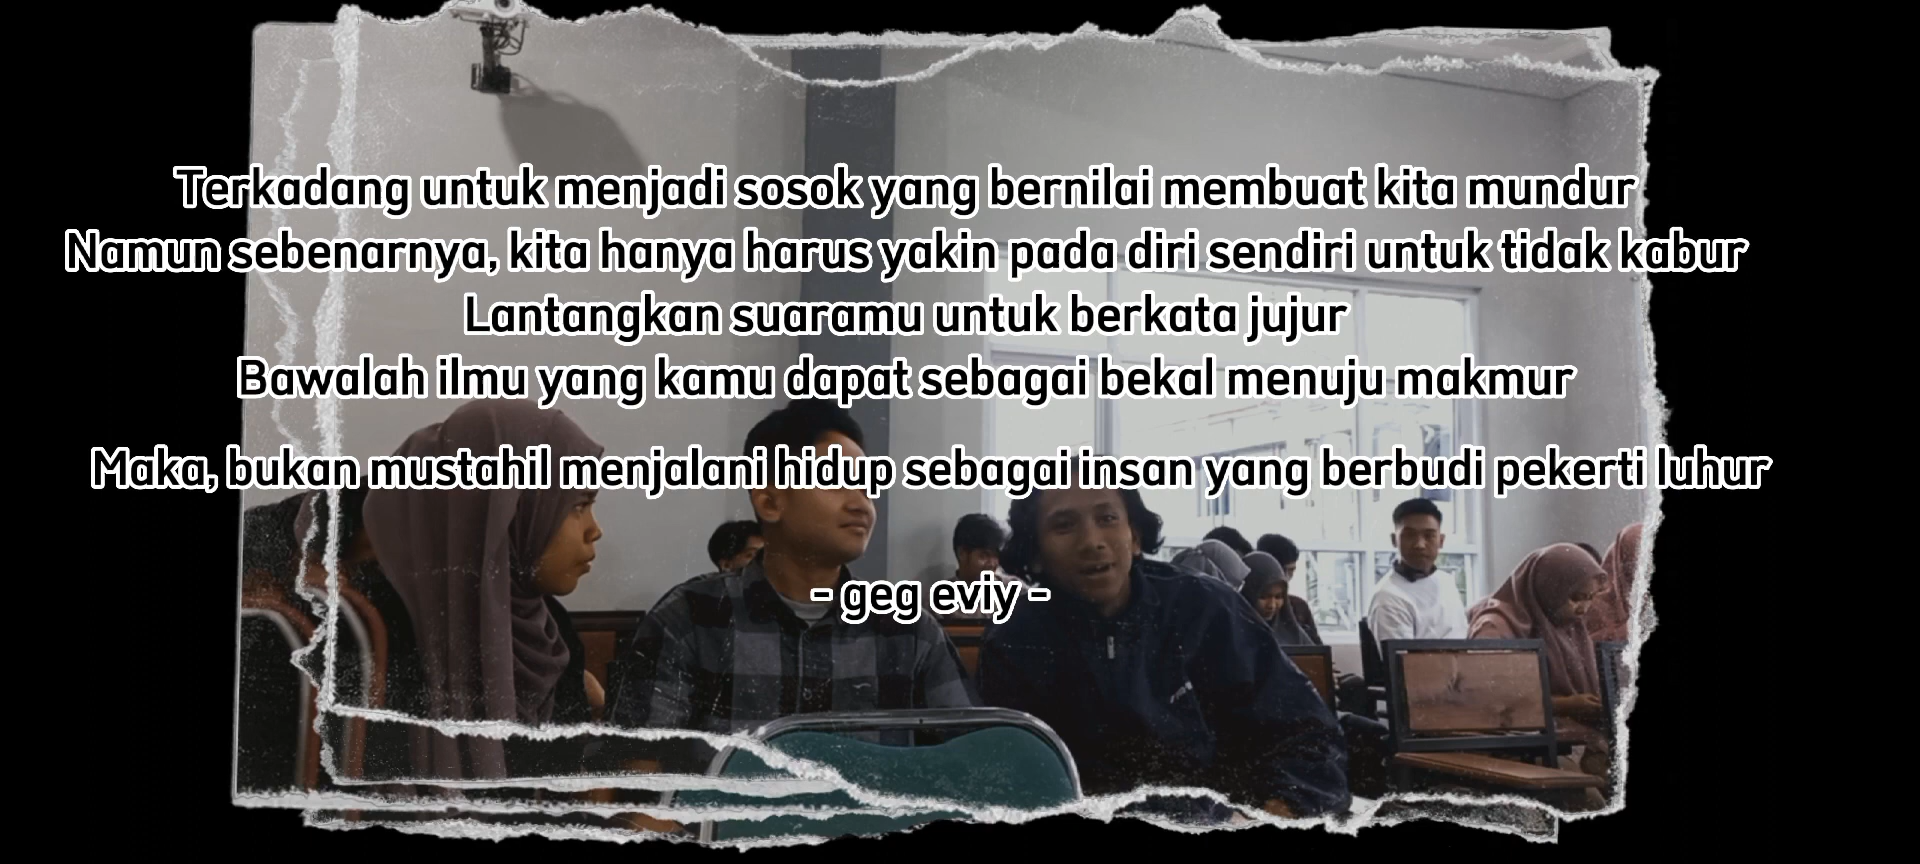 Terkadang untuk menjadi sosok yang bernilai membuat kita mundur
Namun sebenarnya, kita hanya harus yakin pada diri sendiri untuk tidak kabur
Lantangkan suaramu untuk berkata jujur
Bawalah ilmu yang kamu dapat sebagai bekal menuju makmur
Maka, bukan mustahil menjalani hidup sebagai insan yang berbudi pekerti luhur
- geg eviy -